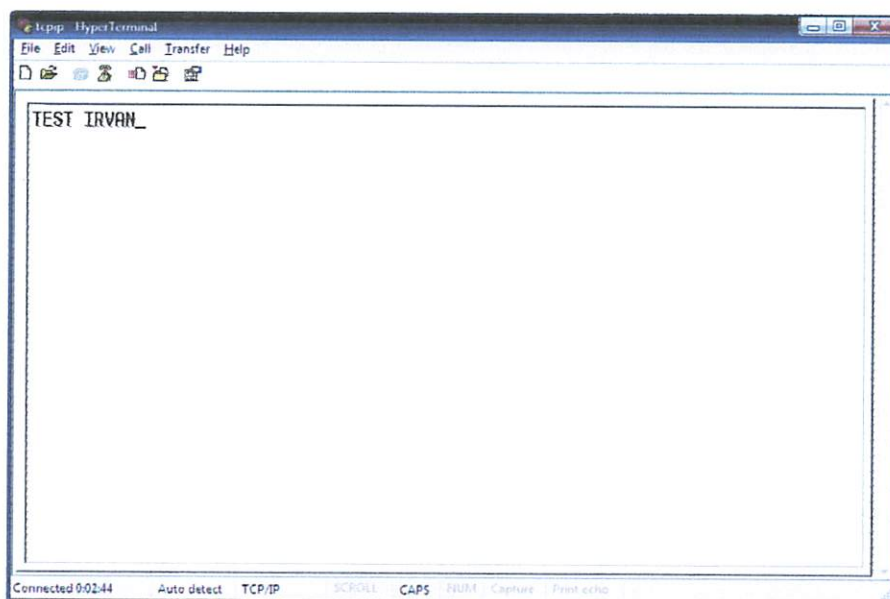 tcpip - HyperTerminal
File Edit View Call Transfer Help
TEST IRVAN_
Connected 0:02:44 Auto detect TCP/IP SCROLL CAPS NUM Capture Print echo